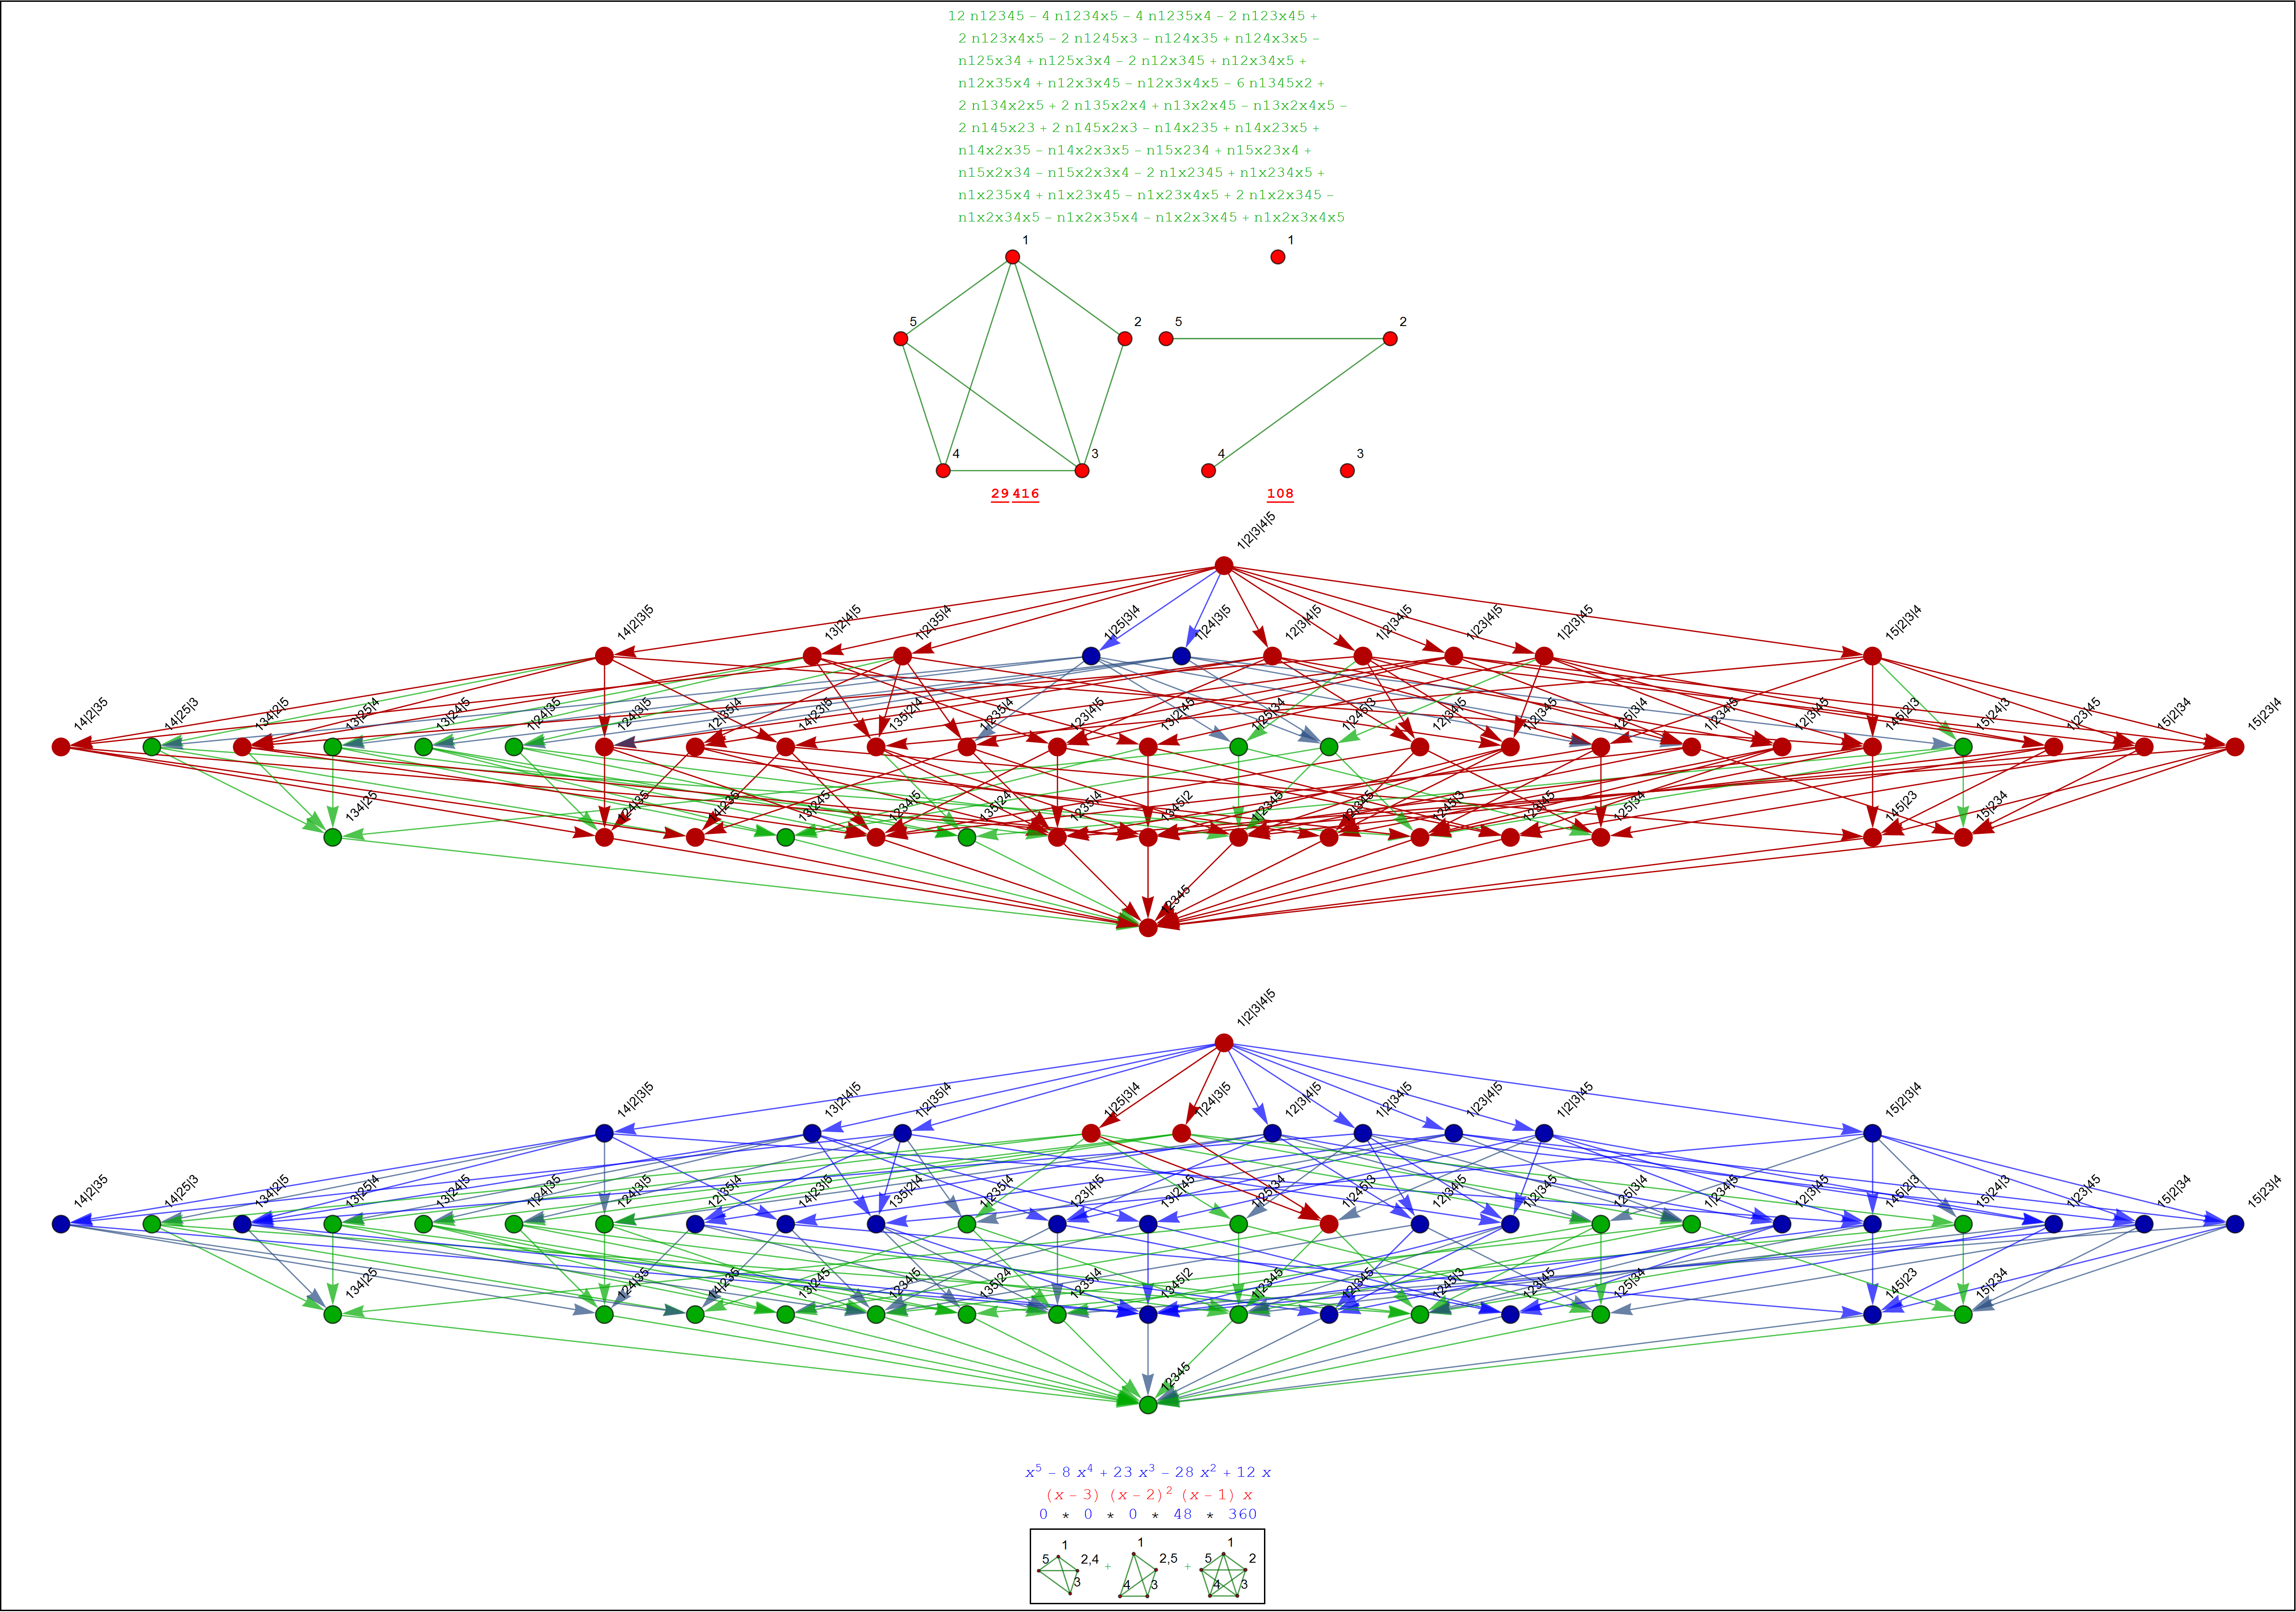 12 n12345 – 4 n1234x5 – 4 n1235x4 – 2 n123x45 +
2 n123x4x5 – 2 n1245x3 – n124x35 + n124x3x5 –
n125x34 + n125x3x4 – 2 n12x345 + n12x34x5 +
n12x35x4 + n12x3x45 – n12x3x4x5 – 6 n1345x2 +
2 n134x2x5 + 2 n135x2x4 + n13x2x45 – n13x2x4x5 –
2 n145x23 + 2 n145x2x3 – n14x235 + n14x23x5 +
n14x2x35 – n14x2x3x5 – n15x234 + n15x23x4 +
n15x2x34 – n15x2x3x4 – 2 n1x2345 + n1x234x5 +
n1x235x4 + n1x23x45 – n1x23x4x5 + 2 n1x2x345 –
n1x2x34x5 – n1x2x35x4 – n1x2x3x45 + n1x2x3x4x5
1 1
5 2 5 2
4 3 4 3
29 416 108
1|2|3|4|5
14|2|3|5 13|2|4|5 1|2|35|4 1|25|3|4 1|24|3|5 12|3|4|5 1|2|34|5 1|23|4|5 1|2|3|45 15|2|3|4
14|2|35 14|25|3 134|2|5 13|25|4 13|24|5 1|24|35 124|3|5 12|35|4 14|23|5 135|2|4 1|235|4 123|4|5 13|2|45 1|25|34 1|245|3 12|34|5 1|2|345 125|3|4 1|234|5 12|3|45 145|2|3 15|24|3 1|23|45 15|2|34 15|23|4
134|25 124|35 14|235 13|245 1234|5 135|24 1235|4 1345|2 1|2345 12|345 1245|3 123|45 125|34 145|23 15|234
12345
1|2|3|4|5
14|2|3|5 13|2|4|5 1|2|35|4 1|25|3|4 1|24|3|5 12|3|4|5 1|2|34|5 1|23|4|5 1|2|3|45 15|2|3|4
14|2|35 14|25|3 134|2|5 13|25|4 13|24|5 1|24|35 124|3|5 12|35|4 14|23|5 135|2|4 1|235|4 123|4|5 13|2|45 1|25|34 1|245|3 12|34|5 1|2|345 125|3|4 1|234|5 12|3|45 145|2|3 15|24|3 1|23|45 15|2|34 15|23|4
134|25 124|35 14|235 13|245 1234|5 135|24 1235|4 1345|2 1|2345 12|345 1245|3 123|45 125|34 145|23 15|234
12345
x⁵ – 8 x⁴ + 23 x³ – 28 x² + 12 x
(x – 3) (x – 2)² (x – 1) x
0 * 0 * 0 * 48 * 360
1 1 1
5 2,4 + 2,5 + 5 2
3 4 3 4 3